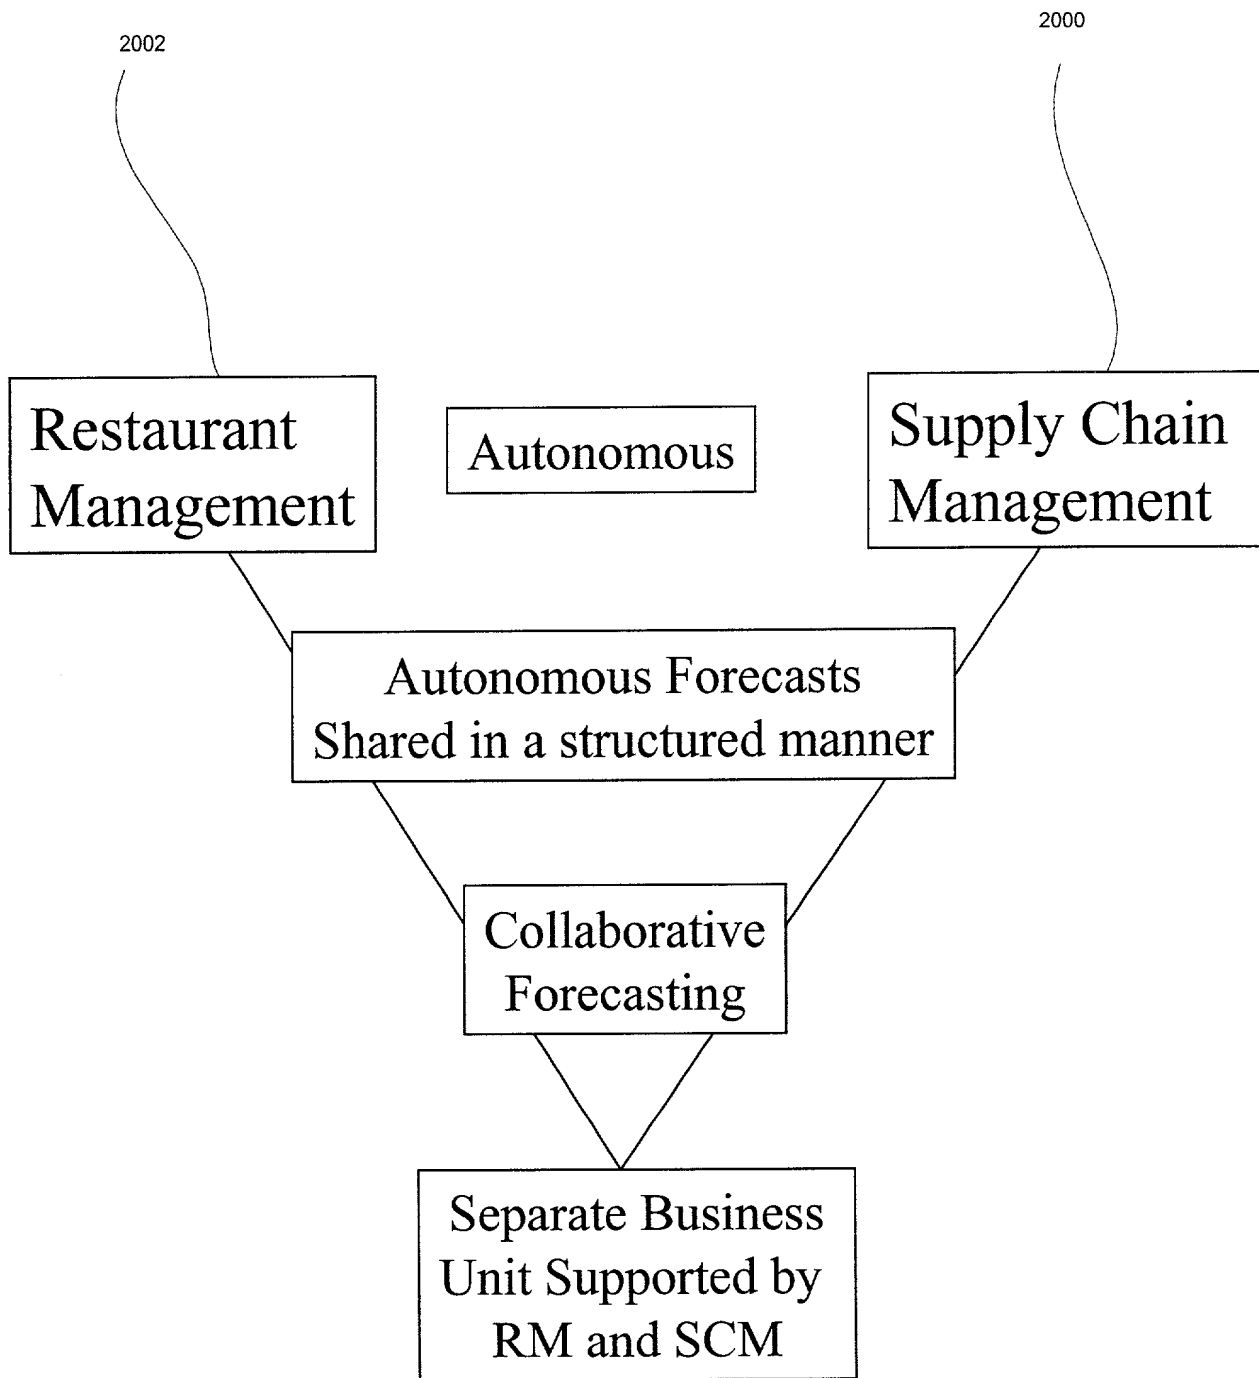 2002
2000
Restaurant
Management
Autonomous
Supply Chain
Management
Autonomous Forecasts
Shared in a structured manner
Collaborative
Forecasting
Separate Business
Unit Supported by
RM and SCM